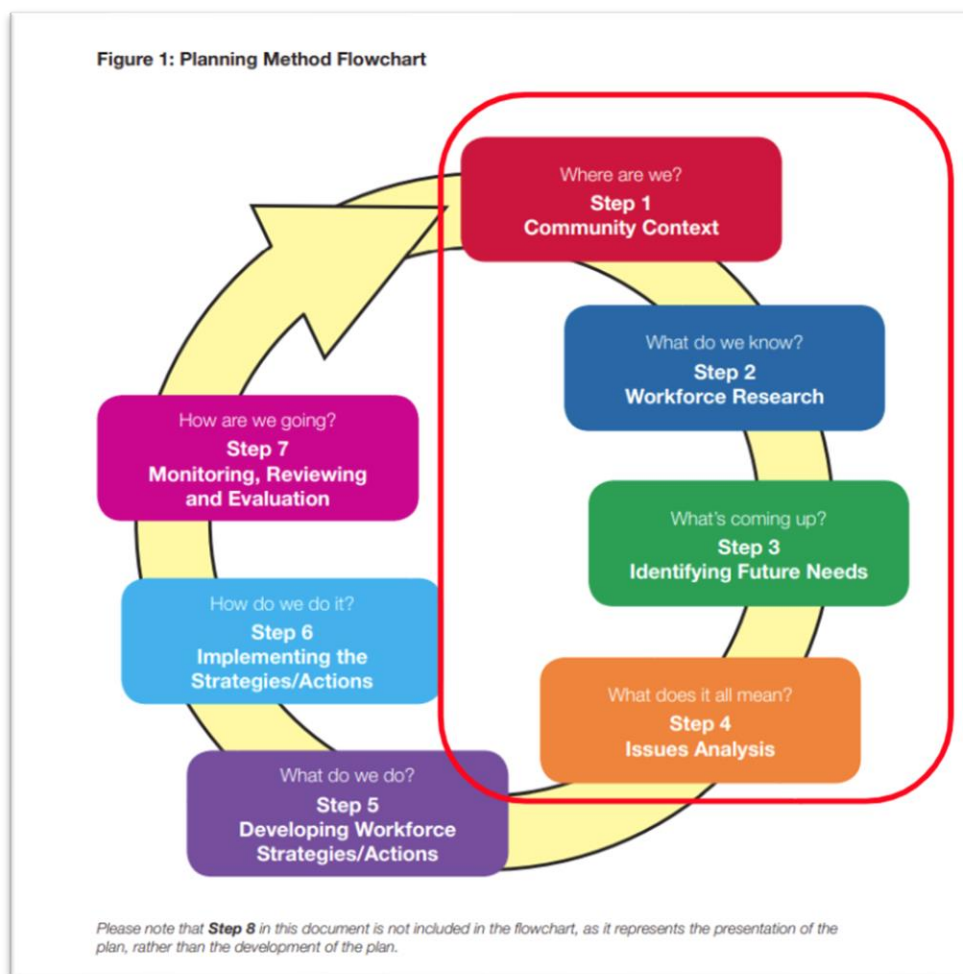 Figure 1: Planning Method Flowchart
Where are we?
Step 1
Community Context
What do we know?
Step 2
Workforce Research
What's coming up?
Step 3
Identifying Future Needs
What does it all mean?
Step 4
Issues Analysis
What do we do?
Step 5
Developing Workforce
Strategies/Actions
How do we do it?
Step 6
Implementing the
Strategies/Actions
How are we going?
Step 7
Monitoring, Reviewing
and Evaluation
Please note that Step 8 in this document is not included in the flowchart, as it represents the presentation of the
plan, rather than the development of the plan.